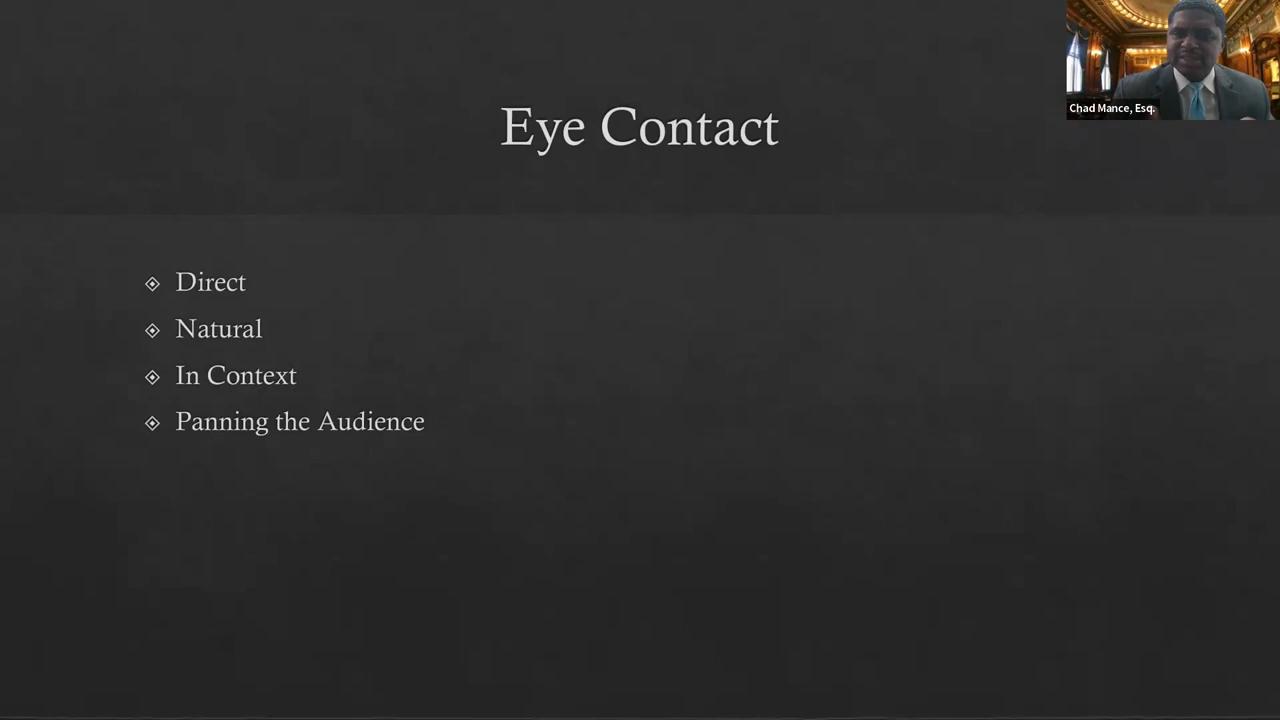 Eye Contact
Chad Mance, Esq.
Direct
Natural
In Context
Panning the Audience